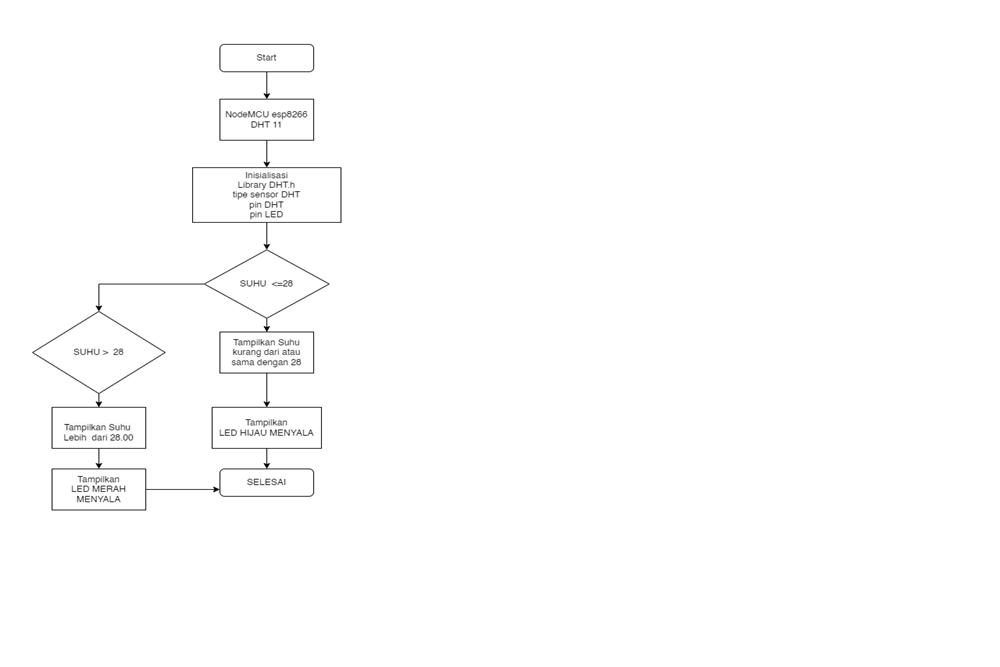 Start
NodeMCU esp8266
DHT 11
Inisialisasi
Library DHT.h
tipe sensor DHT
pin DHT
pin LED
SUHU <=28
SUHU > 28
Tampilkan Suhu
kurang dari atau
sama dengan 28
Tampilkan Suhu
Lebih dari 28.00
Tampilkan
LED HIJAU MENYALA
Tampilkan
LED MERAH
MENYALA
SELESAI